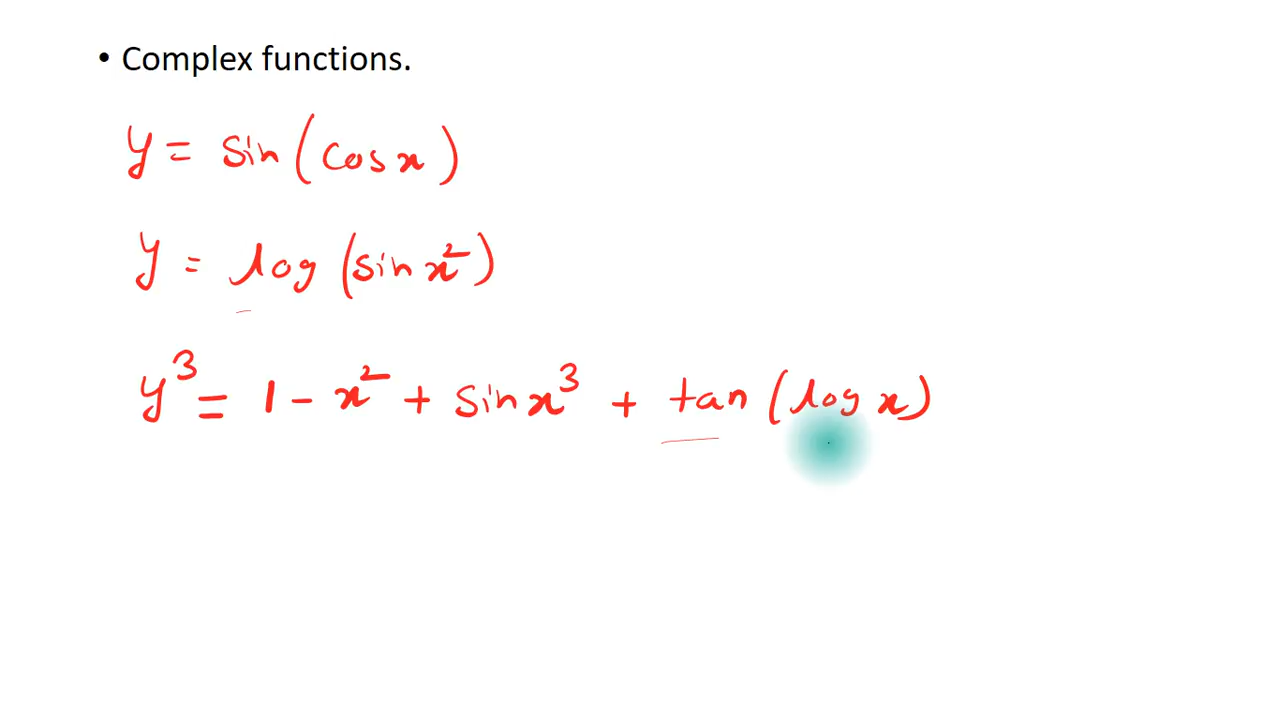 • Complex functions.
y = sin (cos x)
y = log (sin x²)
y³ = 1 - x² + sin x³ + tan (log x)